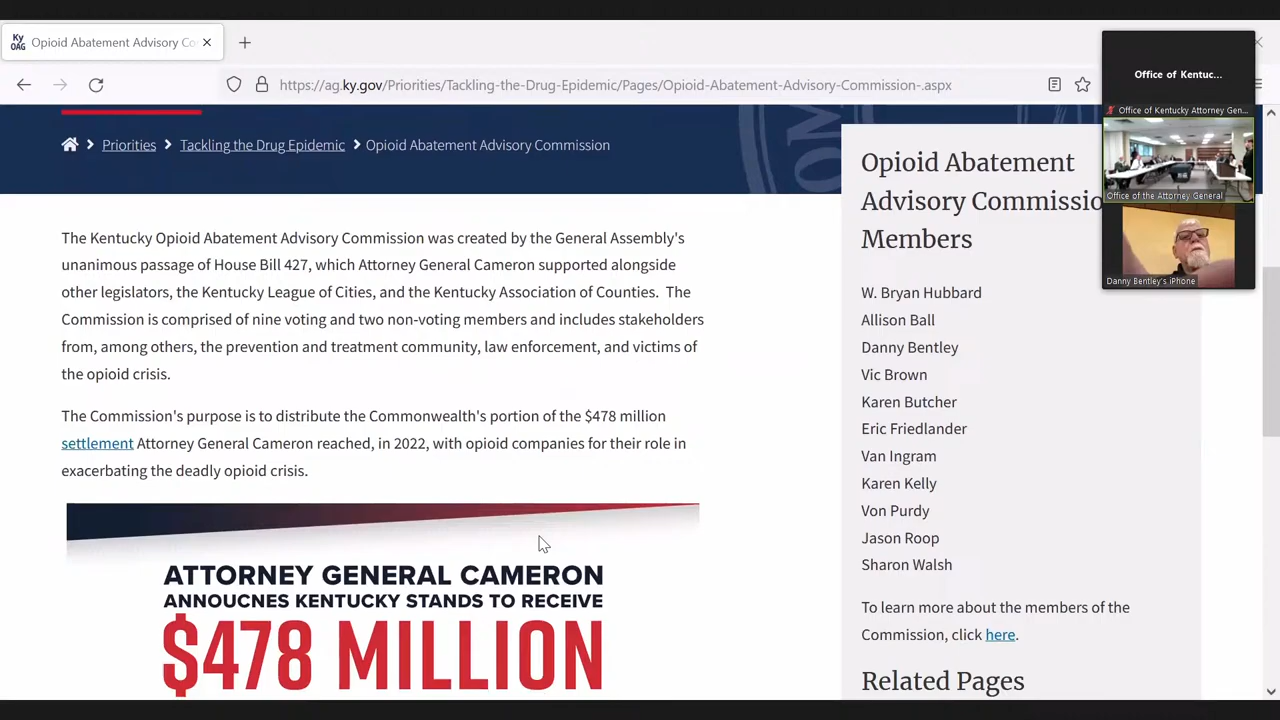 Ky
OAG
Opioid Abatement Advisory Co
https://ag.ky.gov/Priorities/Tackling-the-Drug-Epidemic/Pages/Opioid-Abatement-Advisory-Commission-.aspx
Office of Kentuc...
Office of Kentucky Attorney Gen...
Office of the Attorney General
Danny Bentley's iPhone
Priorities
Tackling the Drug Epidemic
Opioid Abatement Advisory Commission
The Kentucky Opioid Abatement Advisory Commission was created by the General Assembly's
unanimous passage of House Bill 427, which Attorney General Cameron supported alongside
other legislators, the Kentucky League of Cities, and the Kentucky Association of Counties. The
Commission is comprised of nine voting and two non-voting members and includes stakeholders
from, among others, the prevention and treatment community, law enforcement, and victims of
the opioid crisis.
The Commission's purpose is to distribute the Commonwealth's portion of the $478 million
settlement Attorney General Cameron reached, in 2022, with opioid companies for their role in
exacerbating the deadly opioid crisis.
ATTORNEY GENERAL CAMERON
ANNOUCNES KENTUCKY STANDS TO RECEIVE
$478 MILLION
Opioid Abatement
Advisory Commissio
Members
W. Bryan Hubbard
Allison Ball
Danny Bentley
Vic Brown
Karen Butcher
Eric Friedlander
Van Ingram
Karen Kelly
Von Purdy
Jason Roop
Sharon Walsh
To learn more about the members of the
Commission, click here.
Related Pages